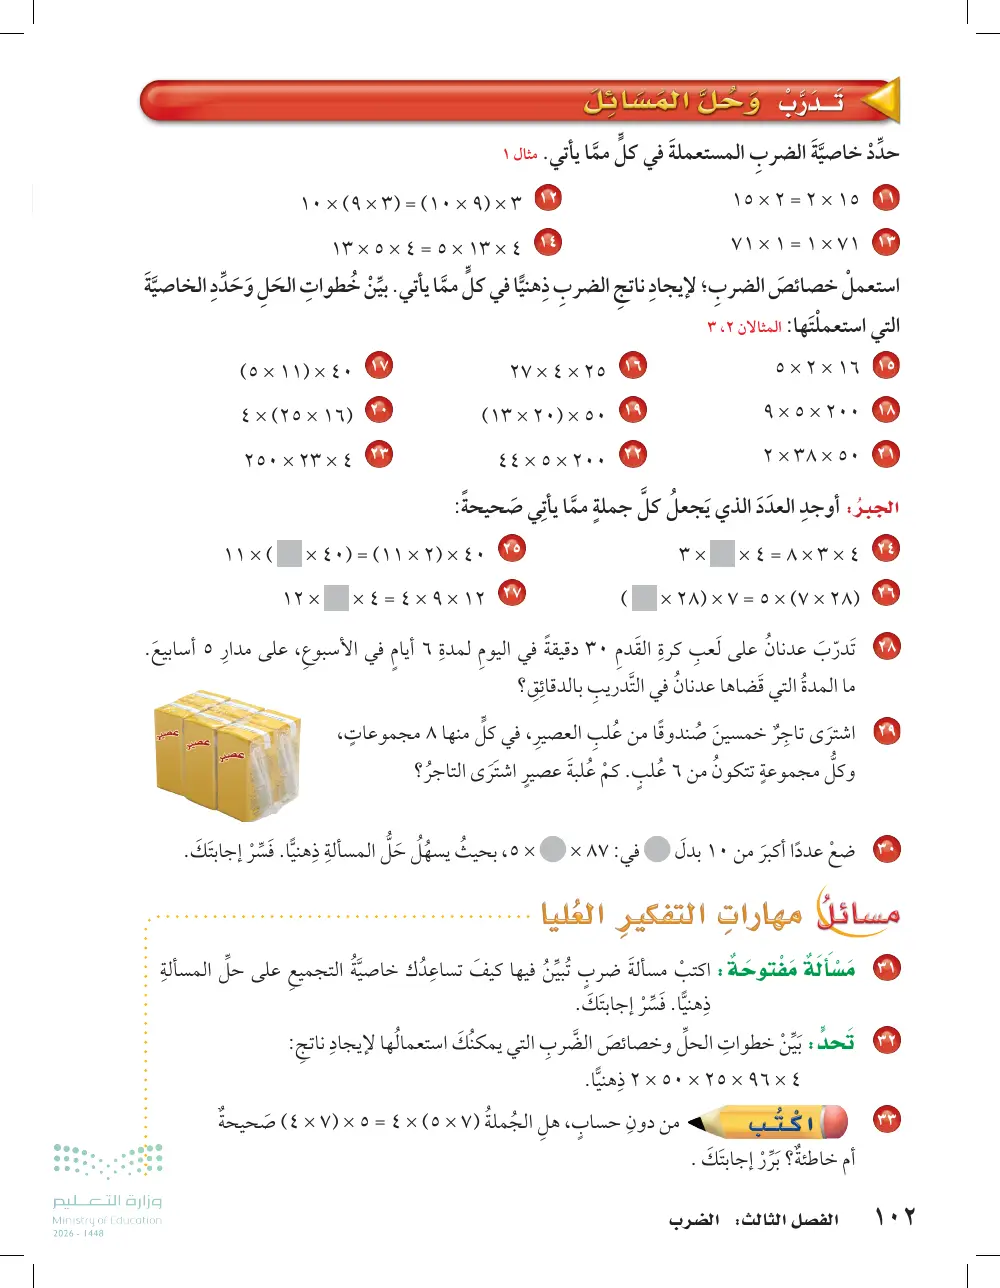 تَـدَرَّبْ وَحُلَّ المَسَائِلَ
حدِّدْ خاصيَّةَ الضربِ المستعملةَ في كلٍّ ممَّا يأتي. مثال ١
١١ ١٥ × ٢ = ٢ × ١٥
١٢ ٣ × (٩ × ١٠) = (٣ × ٩) × ١٠
١٣ ٧١ × ١ = ١ × ٧١
١٤ ٤ × ١٣ × ٥ = ٤ × ٥ × ١٣
استعملْ خصائصَ الضربِ؛ لإيجادِ ناتجِ الضربِ ذِهنيًّا في كلٍّ ممَّا يأتي. بيِّنْ خُطواتِ الحَلِ وَحَدِّدِ الخاصيَّةَ
التي استعملْتَها: المثالان ٢، ٣
١٥ ١٦ × ٢ × ٥
١٦ ٢٥ × ٤ × ٢٧
١٧ ٤٠ × (١١ × ٥)
١٨ ٢٠٠ × ٥ × ٩
١٩ ٥٠ × (٢٠ × ١٣)
٢٠ (١٦ × ٢٥) × ٤
٢١ ٥٠ × ٣٨ × ٢
٢٢ ٢٠٠ × ٥ × ٤٤
٢٣ ٤ × ٢٣ × ٢٥٠
الجبرُ: أوجدِ العدَدَ الذي يَجعلُ كلَّ جملةٍ ممَّا يأتِي صَحيحةً:
٢٤ ٤ × ٣ × ٨ = ٤ × × ٣
٢٥ ٤٠ × (٢ × ١١) = (٤٠ × ) × ١١
٢٦ (٢٨ × ٧) × ٥ = ٧ × (٢٨ × )
٢٧ ١٢ × ٩ × ٤ = ٤ × × ١٢
٢٨ تَدرّبَ عدنانُ على لَعبِ كرةِ القَدمِ ٣٠ دقيقةً في اليومِ لمدةِ ٦ أيامٍ في الأسبوعِ، على مدارِ ٥ أسابيعَ.
ما المدةُ التي قَضاها عدنانُ في التَّدريبِ بالدقائِقِ؟
٢٩ اشترَى تاجِرٌ خمسينَ صُندوقًا من عُلبِ العصيرِ، في كلٍّ منها ٨ مجموعاتٍ،
وكلُّ مجموعةٍ تتكونُ من ٦ عُلبٍ. كمْ عُلبةَ عصيرٍ اشتَرَى التاجرُ؟
عصير عصير عصير
٣٠ ضعْ عددًا أكبرَ من ١٠ بدلَ في: ٨٧ × × ٥، بحيثُ يسهُلُ حَلُّ المسألةِ ذِهنيًّا. فَسِّرْ إجابتَكَ.
مسائلُ مهاراتِ التفكيرِ العُليا
٣١ مَسْأَلَةٌ مَفْتوحَةٌ: اكتبْ مسألةَ ضربٍ تُبيِّنُ فيها كيفَ تساعِدُك خاصيَّةُ التجميعِ على حلِّ المسألةِ
ذِهنيًّا. فَسِّرْ إجابتَكَ.
٣٢ تَحدٍّ: بَيِّنْ خطواتِ الحلِّ وخصائصَ الضَّربِ التي يمكنُكَ استعمالُها لإيجادِ ناتجِ:
٤ × ٩٦ × ٢٥ × ٥٠ × ٢ ذِهنيًّا.
٣٣ اكْتُب من دونِ حسابٍ، هلِ الجُملةُ (٧ × ٥) × ٤ = ٥ × (٧ × ٤) صَحيحةٌ
أم خاطئةٌ؟ بَرِّرْ إجابتَكَ .
وزارة التعـــليم
Ministry of Education
2026 - 1448
١٠٢ الفصل الثالث: الضرب